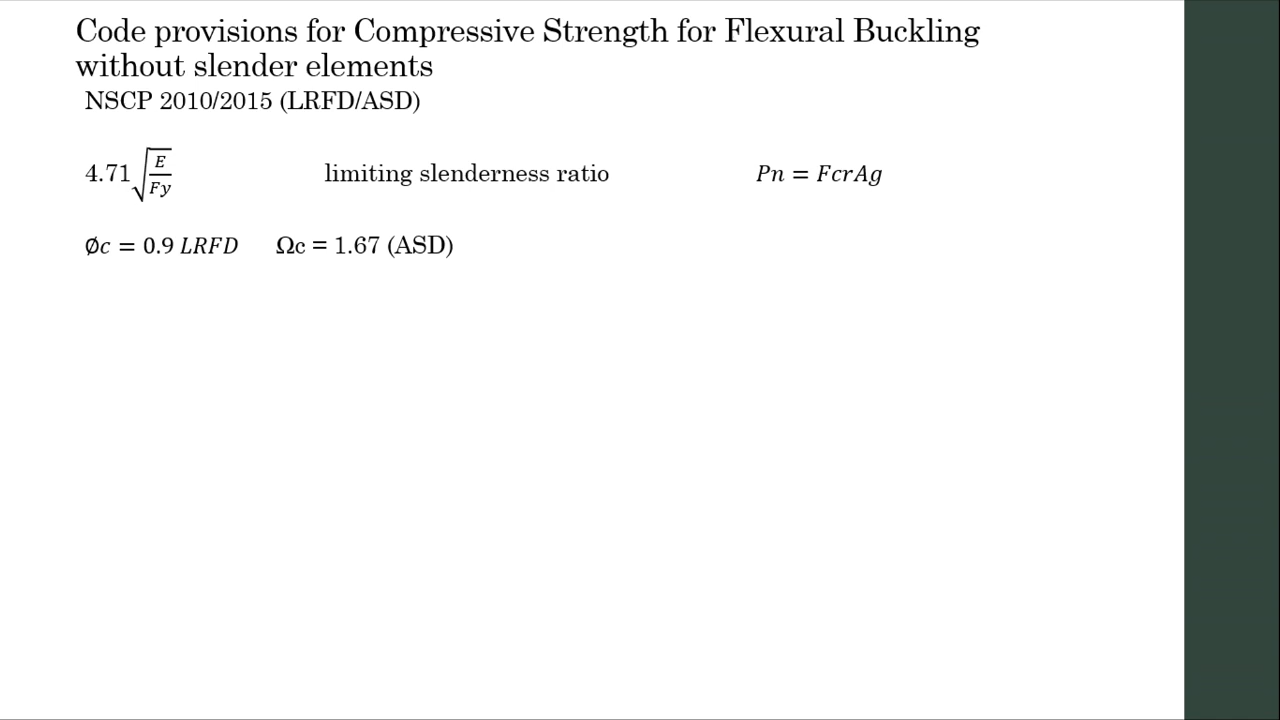 Code provisions for Compressive Strength for Flexural Buckling
without slender elements
NSCP 2010/2015 (LRFD/ASD)
4.71√(E/Fy) limiting slenderness ratio Pn = FcrAg
Øc = 0.9 LRFD Ωc = 1.67 (ASD)